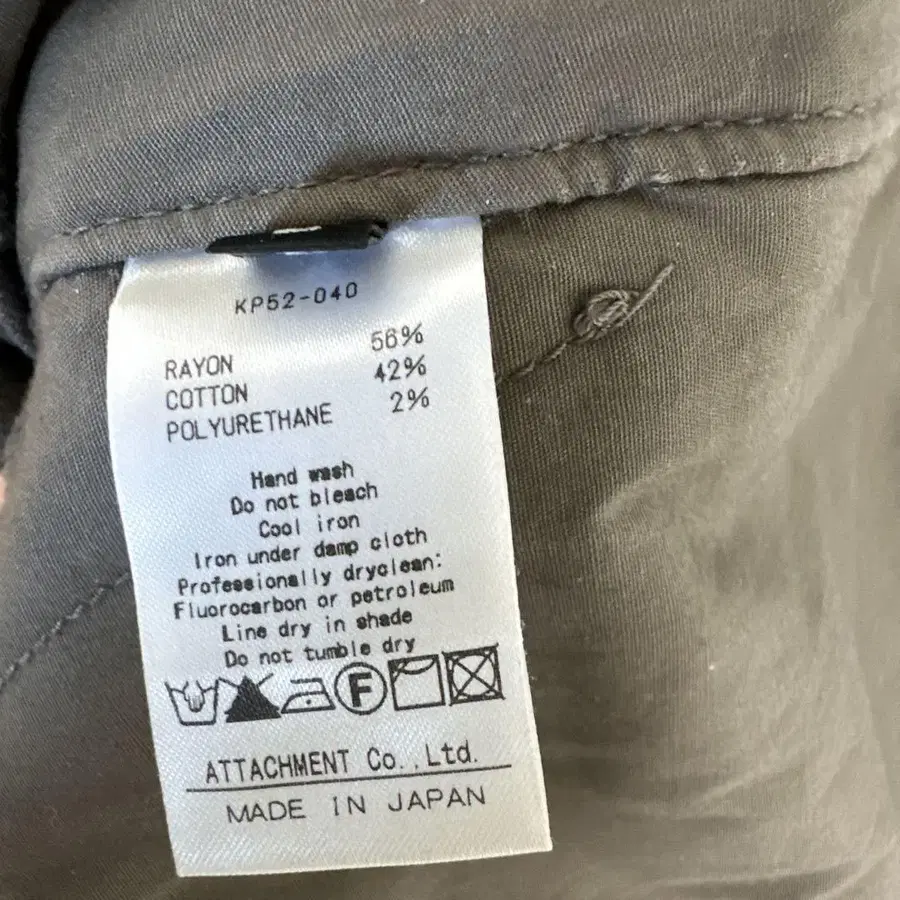 KP52-040
RAYON 56%
COTTON 42%
POLYURETHANE 2%
Hand wash
Do not bleach
Cool iron
Iron under damp cloth
Professionally dryclean:
Fluorocarbon or petroleum
Line dry in shade
Do not tumble dry
F
ATTACHMENT Co.,Ltd.
MADE IN JAPAN